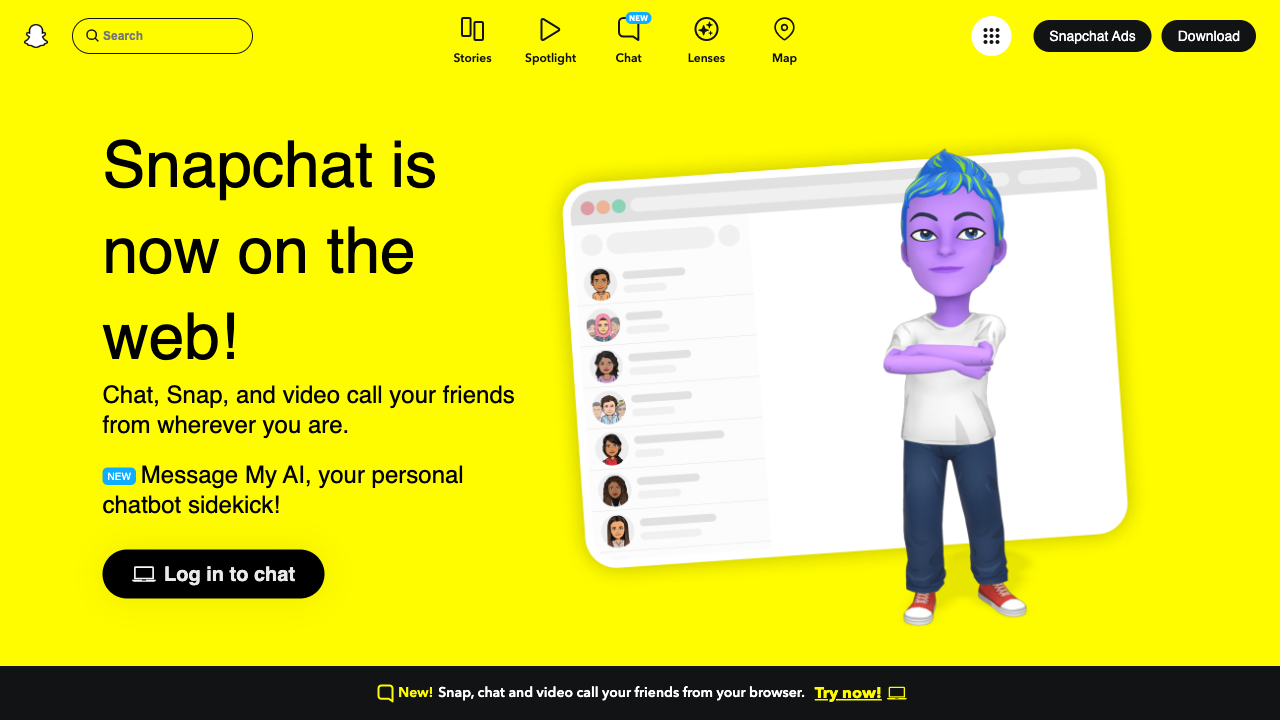 Search
NEW
Stories
Spotlight
Chat
Lenses
Map
Snapchat Ads
Download
Snapchat is
now on the
web!
Chat, Snap, and video call your friends
from wherever you are.
NEW Message My AI, your personal
chatbot sidekick!
Log in to chat
New! Snap, chat and video call your friends from your browser. Try now!